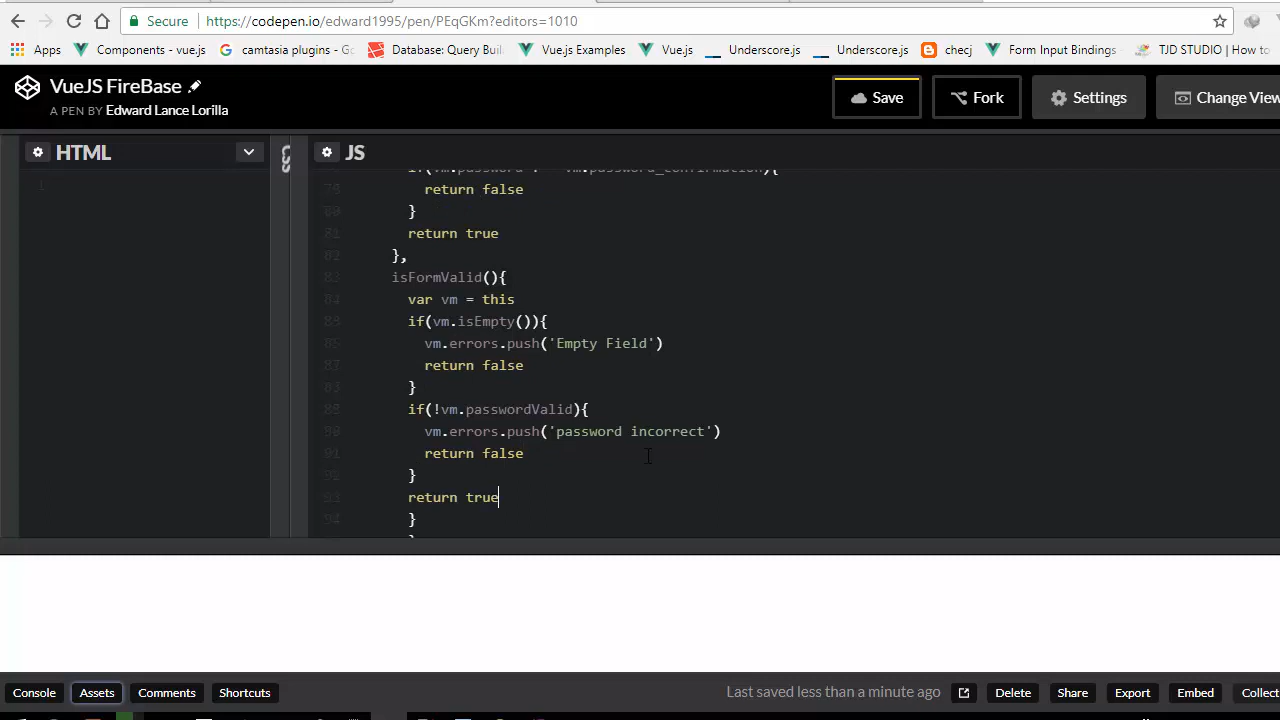 Secure https://codepen.io/edward1995/pen/PEqGKm?editors=1010
Apps Components - vue.js camtasia plugins - Go Database: Query Buil Vue.js Examples Vue.js Underscore.js Underscore.js checj Form Input Bindings TJD STUDIO | How to
VueJS FireBase
A PEN BY Edward Lance Lorilla
Save Fork Settings Change View
HTML CSS JS
return false
}
return true
},
isFormValid(){
var vm = this
if(vm.isEmpty()){
vm.errors.push('Empty Field')
return false
}
if(!vm.passwordValid){
vm.errors.push('password incorrect')
return false
}
return true
}
Console Assets Comments Shortcuts Last saved less than a minute ago Delete Share Export Embed Collect